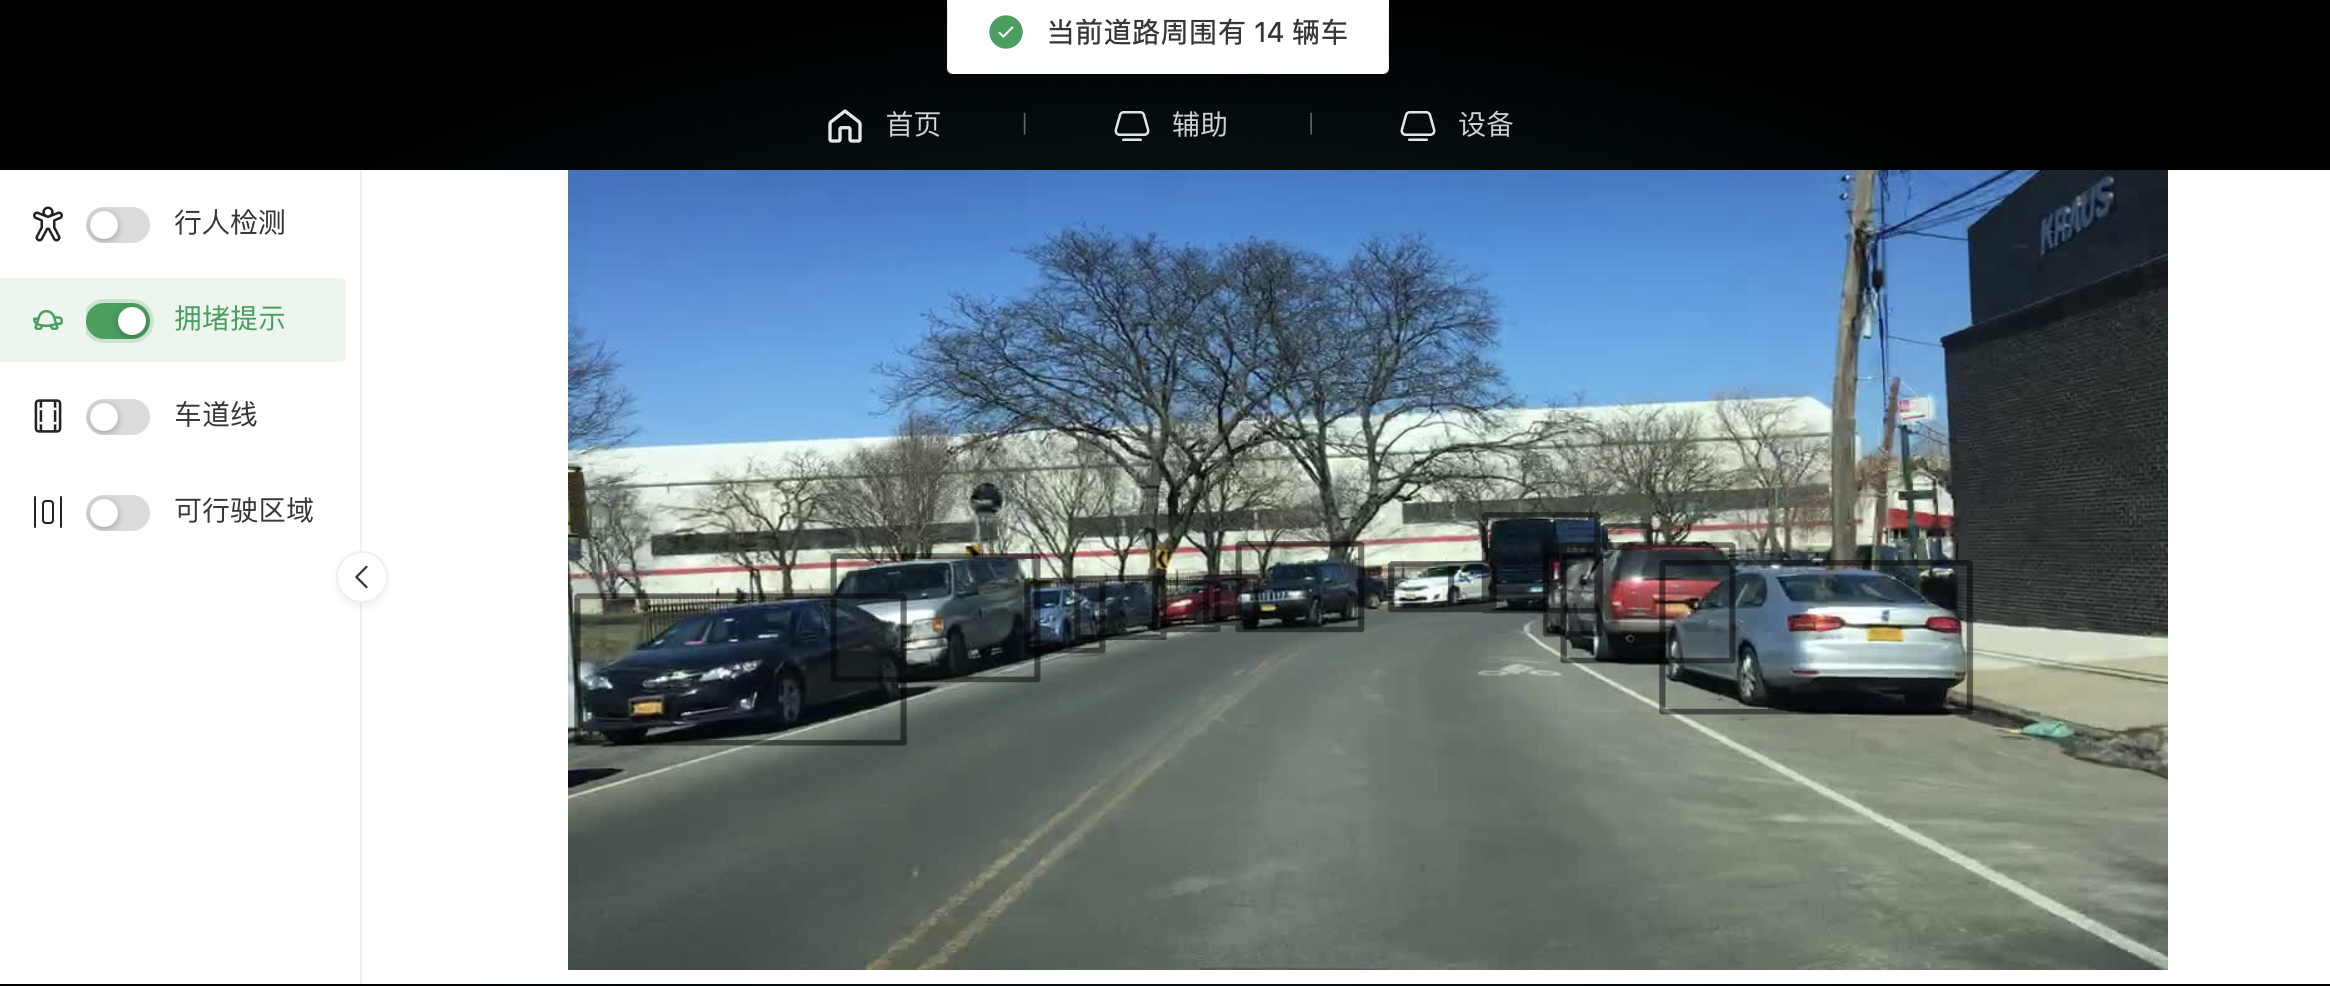 当前道路周围有 14 辆车
首页
辅助
设备
行人检测
拥堵提示
车道线
可行驶区域
KRAUS